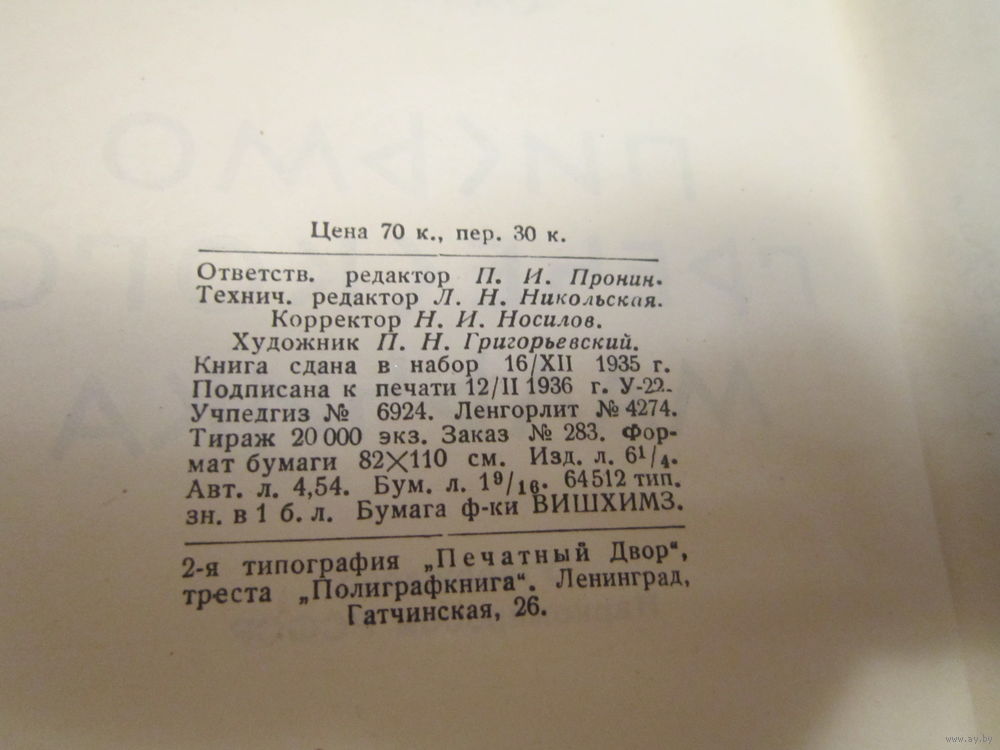 Цена 70 к., пер. 30 к.
Ответств. редактор П. И. Пронин.
Технич. редактор Л. Н. Никольская.
Корректор Н. И. Носилов.
Художник П. Н. Григорьевский.
Книга сдана в набор 16/XII 1935 г.
Подписана к печати 12/II 1936 г. У-22.
Учпедгиз № 6924. Ленгорлит № 4274.
Тираж 20 000 экз. Заказ № 283. Фор-
мат бумаги 82×110 см. Изд. л. 6¹/₄.
Авт. л. 4,54. Бум. л. 1⁹/₁₆. 64512 тип.
зн. в 1 б. л. Бумага ф-ки ВИШХИМЗ.
2-я типография „Печатный Двор“,
треста „Полиграфкнига“. Ленинград,
Гатчинская, 26.
www.ay.by